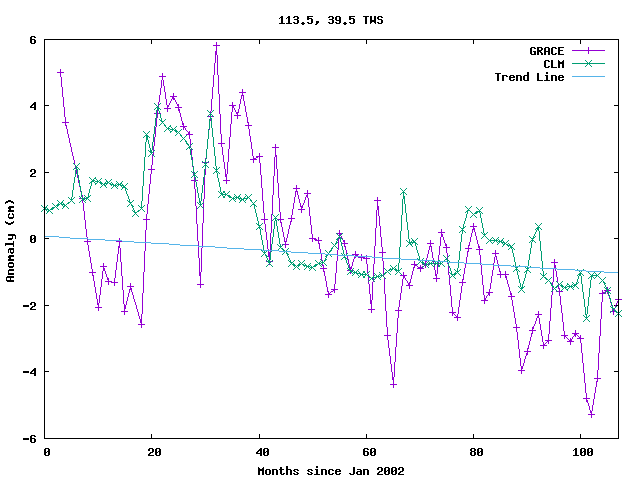 113.5, 39.5 TWS
GRACE
CLM
Trend Line
6
4
2
0
-2
-4
-6
Anomaly (cm)
0 20 40 60 80 100
Months since Jan 2002